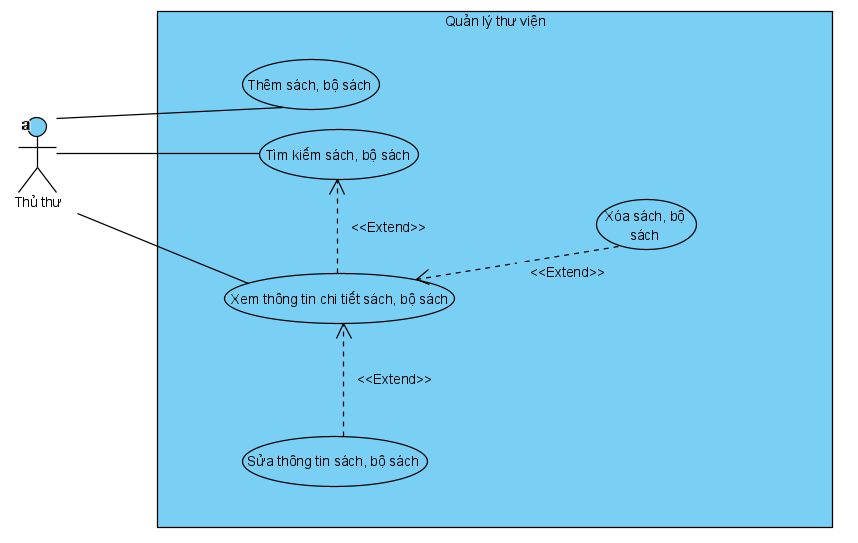 Quản lý thư viện
Thêm sách, bộ sách
a
Tìm kiếm sách, bộ sách
Thủ thư
<<Extend>>
Xóa sách, bộ
sách
<<Extend>>
Xem thông tin chi tiết sách, bộ sách
<<Extend>>
Sửa thông tin sách, bộ sách